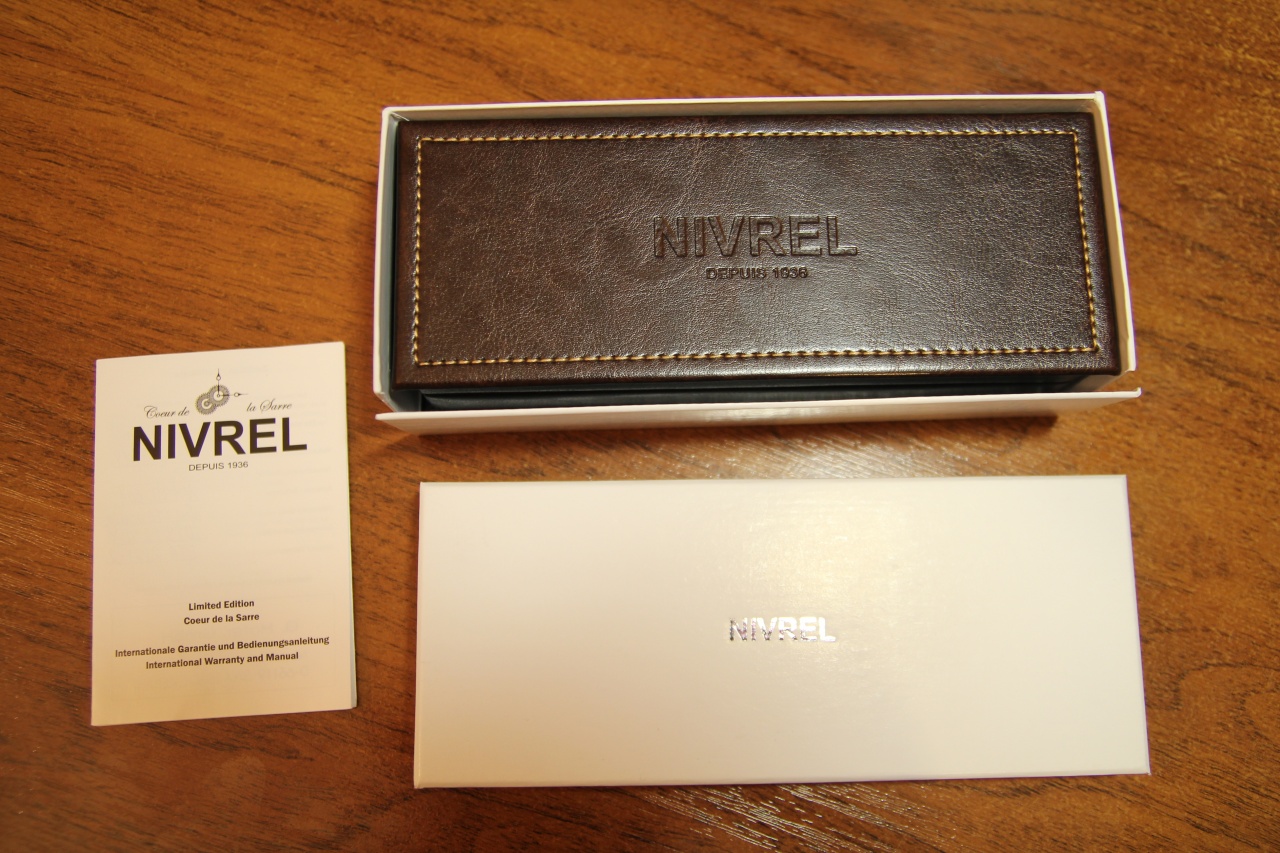 NIVREL
DEPUIS 1936
Coeur de la Sarre
NIVREL
DEPUIS 1936
Limited Edition
Coeur de la Sarre
Internationale Garantie und Bedienungsanleitung
International Warranty and Manual
NIVREL